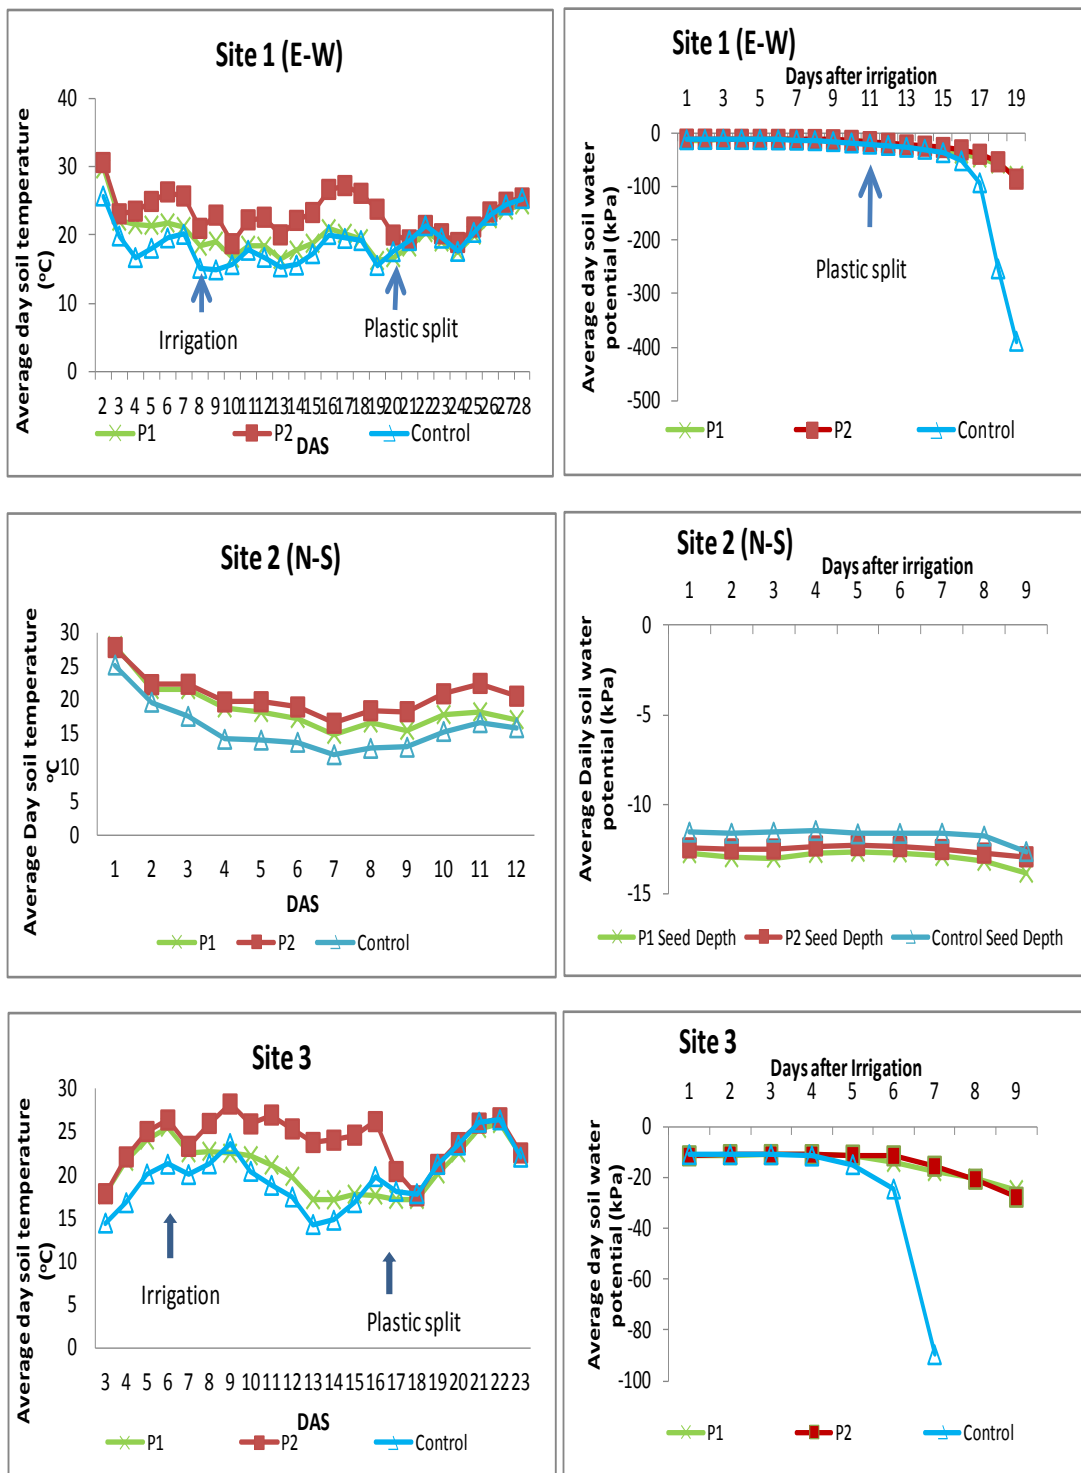 Site 1 (E-W)
Average day soil temperature
(ᵒC)
40
30
20
10
0
Irrigation
Plastic split
2 3 4 5 6 7 8 9 10 11 12 13 14 15 16 17 18 19 20 21 22 23 24 25 26 27 28
DAS
P1 P2 Control
Site 1 (E-W)
Days after irrigation
1 3 5 7 9 11 13 15 17 19
Average day soil water
potential (kPa)
0
-100
-200
-300
-400
-500
Plastic split
P1 P2 Control
Site 2 (N-S)
Average Day soil temperature
ᵒC
30
25
20
15
10
5
0
1 2 3 4 5 6 7 8 9 10 11 12
DAS
P1 P2 Control
Site 2 (N-S)
Days after irrigation
1 2 3 4 5 6 7 8 9
Average Daily soil water
potential (kPa)
0
-5
-10
-15
P1 Seed Depth P2 Seed Depth Control Seed Depth
Site 3
Average day soil temperature
(ᵒC)
30
25
20
15
10
5
0
Irrigation
Plastic split
3 4 5 6 7 8 9 10 11 12 13 14 15 16 17 18 19 20 21 22 23
DAS
P1 P2 Control
Site 3
Days after Irrigation
1 2 3 4 5 6 7 8 9
Average day soil water
potential (kPa)
0
-20
-40
-60
-80
-100
P1 P2 Control